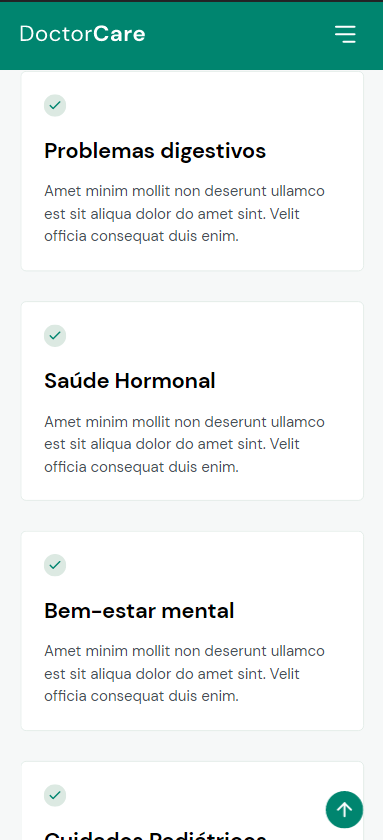 DoctorCare
Problemas digestivos
Amet minim mollit non deserunt ullamco
est sit aliqua dolor do amet sint. Velit
officia consequat duis enim.
Saúde Hormonal
Amet minim mollit non deserunt ullamco
est sit aliqua dolor do amet sint. Velit
officia consequat duis enim.
Bem-estar mental
Amet minim mollit non deserunt ullamco
est sit aliqua dolor do amet sint. Velit
officia consequat duis enim.
Cuidados Pediátricos